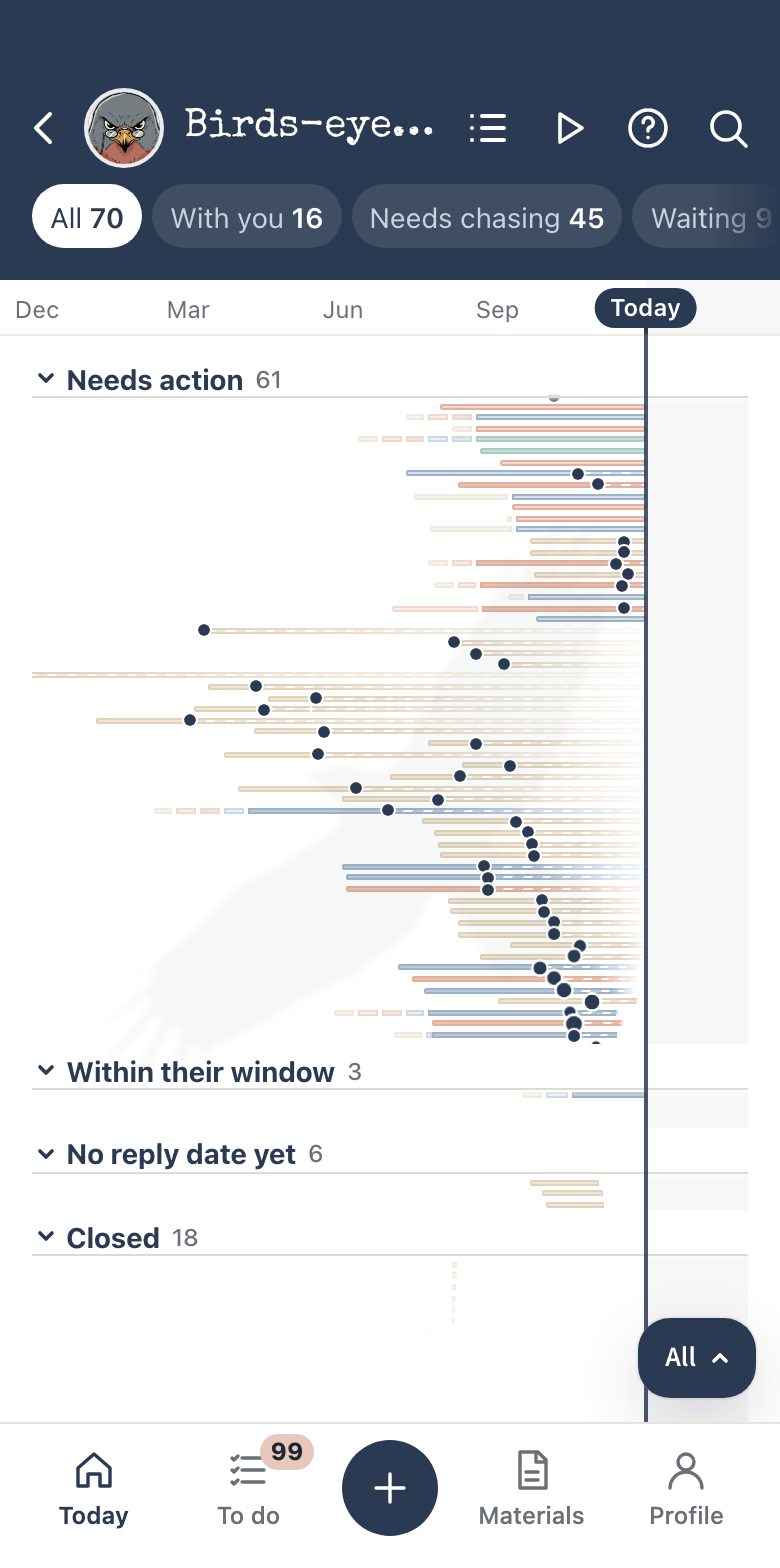 Birds-eye...
All 70
With you 16
Needs chasing 45
Waiting 9
Dec Mar Jun Sep Today
Needs action 61
Within their window 3
No reply date yet 6
Closed 18
All
99
Today
To do
Materials
Profile